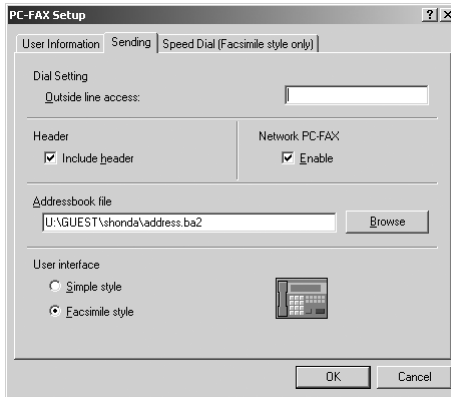 PC-FAX Setup
User Information Sending Speed Dial (Facsimile style only)
Dial Setting
Outside line access:
Header Network PC-FAX
Include header Enable
Addressbook file
U:\GUEST\shonda\address.ba2 Browse
User interface
Simple style
Facsimile style
OK Cancel